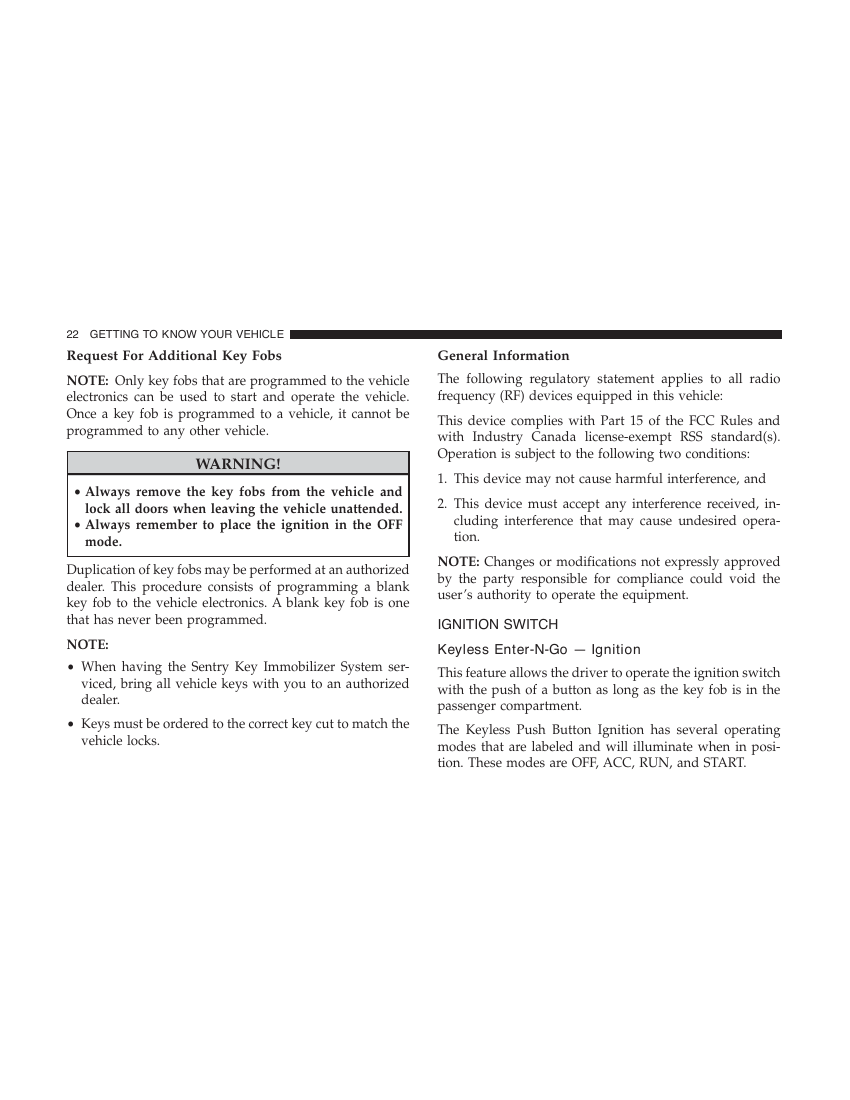 22 GETTING TO KNOW YOUR VEHICLE
Request For Additional Key Fobs
NOTE: Only key fobs that are programmed to the vehicle
electronics can be used to start and operate the vehicle.
Once a key fob is programmed to a vehicle, it cannot be
programmed to any other vehicle.
WARNING!
• Always remove the key fobs from the vehicle and
lock all doors when leaving the vehicle unattended.
• Always remember to place the ignition in the OFF
mode.
Duplication of key fobs may be performed at an authorized
dealer. This procedure consists of programming a blank
key fob to the vehicle electronics. A blank key fob is one
that has never been programmed.
NOTE:
• When having the Sentry Key Immobilizer System ser-
viced, bring all vehicle keys with you to an authorized
dealer.
• Keys must be ordered to the correct key cut to match the
vehicle locks.
General Information
The following regulatory statement applies to all radio
frequency (RF) devices equipped in this vehicle:
This device complies with Part 15 of the FCC Rules and
with Industry Canada license-exempt RSS standard(s).
Operation is subject to the following two conditions:
1. This device may not cause harmful interference, and
2. This device must accept any interference received, in-
cluding interference that may cause undesired opera-
tion.
NOTE: Changes or modifications not expressly approved
by the party responsible for compliance could void the
user's authority to operate the equipment.
IGNITION SWITCH
Keyless Enter-N-Go — Ignition
This feature allows the driver to operate the ignition switch
with the push of a button as long as the key fob is in the
passenger compartment.
The Keyless Push Button Ignition has several operating
modes that are labeled and will illuminate when in posi-
tion. These modes are OFF, ACC, RUN, and START.